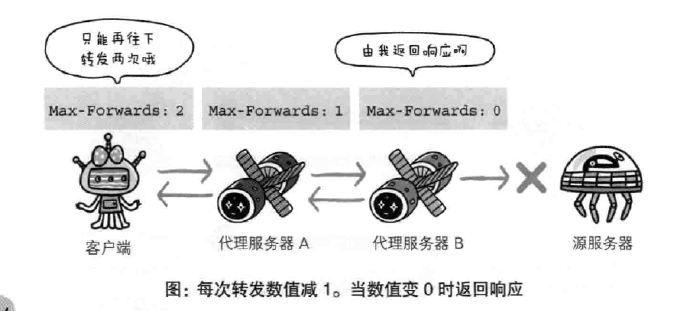 只能再往下
转发两次哦
由我返回响应啊
Max-Forwards: 2
Max-Forwards: 1
Max-Forwards: 0
客户端
代理服务器 A
代理服务器 B
源服务器
图：每次转发数值减 1。当数值变 0 时返回响应